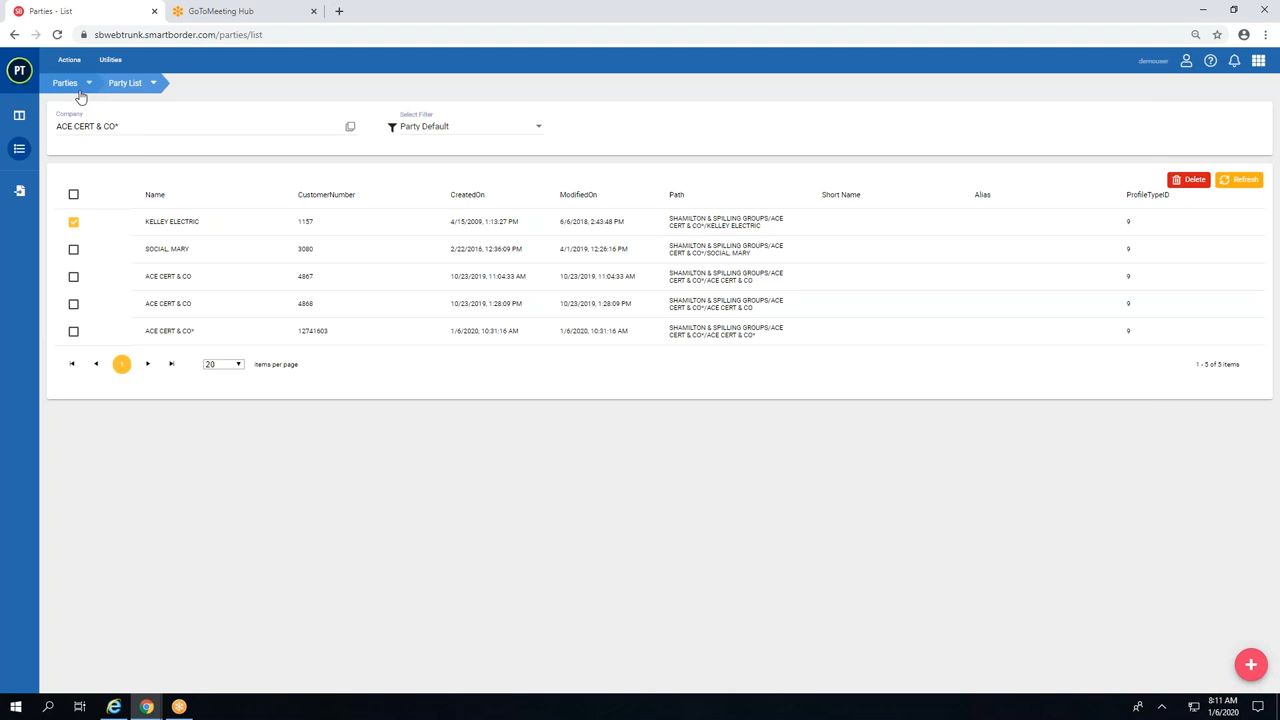 SB Parties - List
GoToMeeting Hub
sbwebtrunk.smartborder.com/parties/list
PT
Actions Utilities
demouser
Parties Party List
Company
ACE CERT & CO*
Select Filter
Party Default
Delete Refresh
Name CustomerNumber CreatedOn ModifiedOn Path Short Name Alias ProfileTypeID
KELLEY ELECTRIC 1157 4/15/2009, 1:13:27 PM 6/6/2018, 2:43:48 PM SHAMILTON & SPILLING GROUPS/ACE
CERT & CO*/KELLEY ELECTRIC 9
SOCIAL, MARY 3080 2/22/2016, 12:36:09 PM 4/1/2019, 12:26:16 PM SHAMILTON & SPILLING GROUPS/ACE
CERT & CO*/SOCIAL, MARY 9
ACE CERT & CO 4867 10/23/2019, 11:04:33 AM 10/23/2019, 11:04:33 AM SHAMILTON & SPILLING GROUPS/ACE
CERT & CO*/ACE CERT & CO 9
ACE CERT & CO 4868 10/23/2019, 1:28:09 PM 10/23/2019, 1:28:09 PM SHAMILTON & SPILLING GROUPS/ACE
CERT & CO*/ACE CERT & CO 9
ACE CERT & CO* 12741603 1/6/2020, 10:31:16 AM 1/6/2020, 10:31:16 AM SHAMILTON & SPILLING GROUPS/ACE
CERT & CO*/ACE CERT & CO* 9
1 20 items per page 1 - 5 of 5 items
8:11 AM
1/6/2020